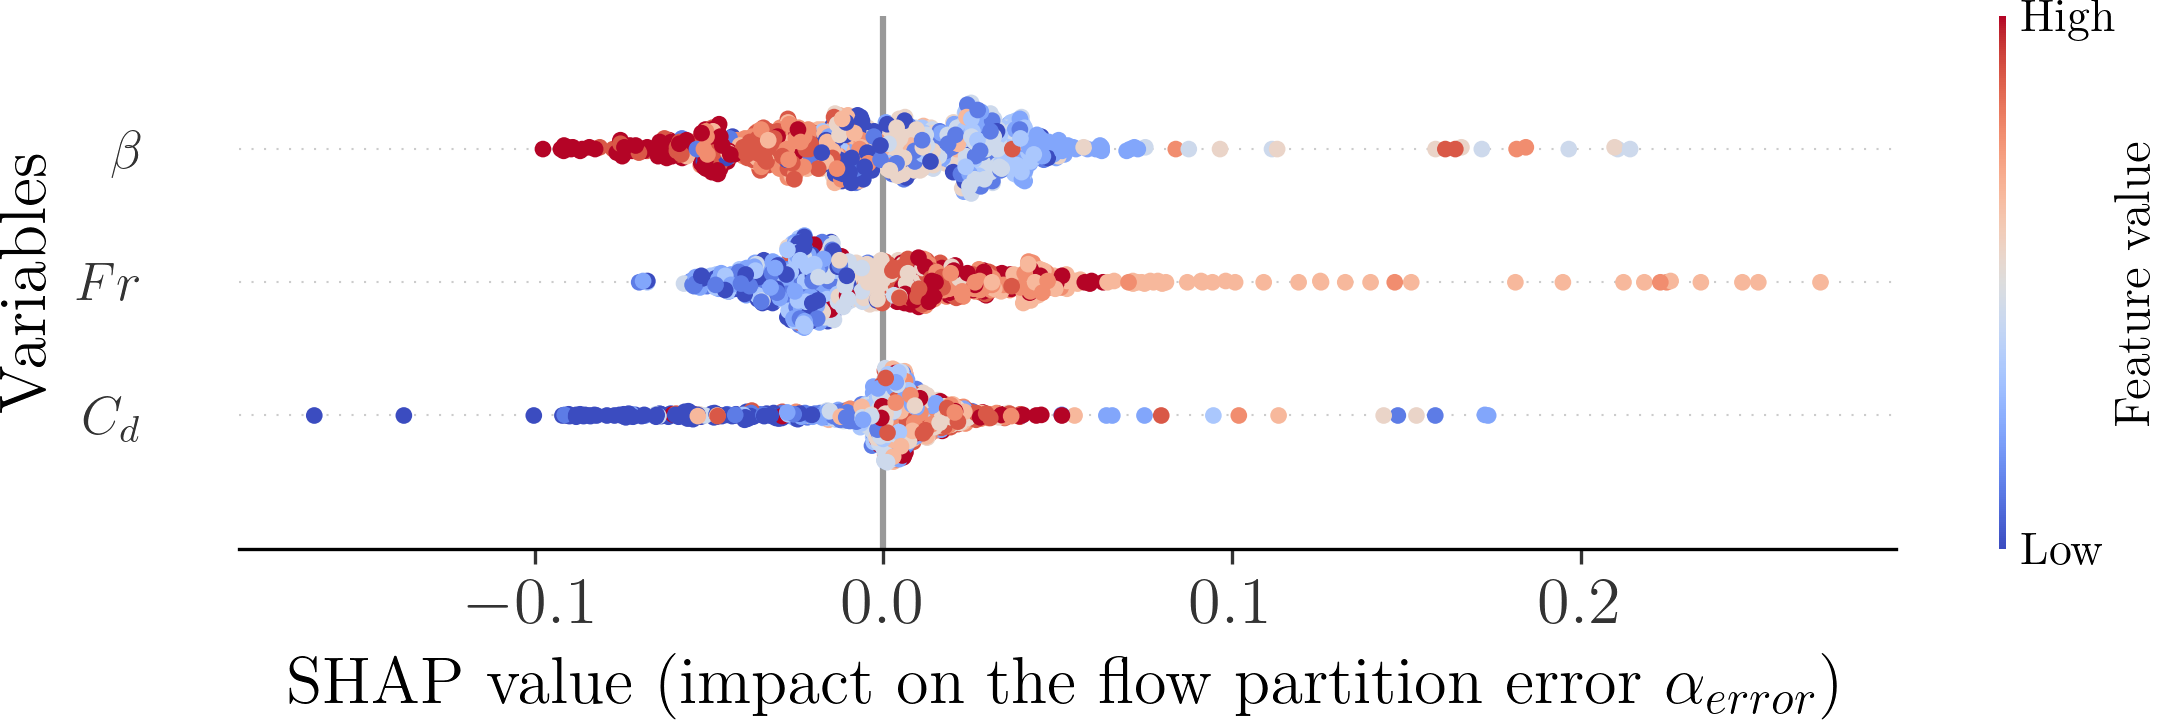 High
β
Fr
C_d
Variables
Feature value
Low
−0.1 0.0 0.1 0.2
SHAP value (impact on the flow partition error α_error)